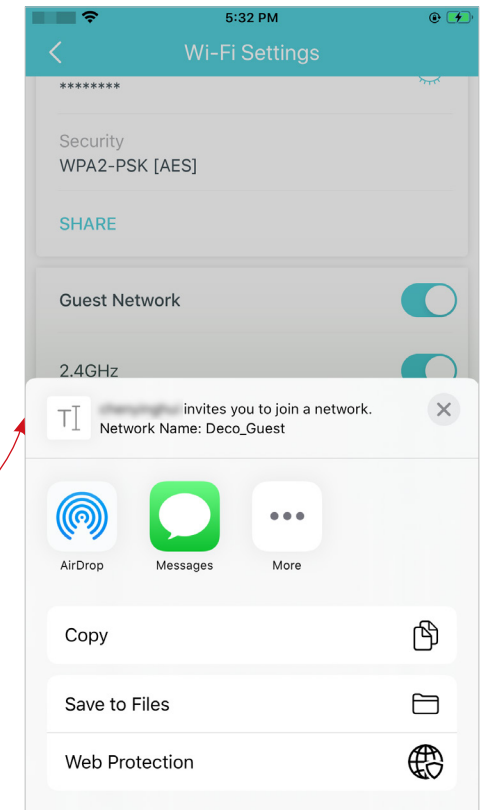 5:32 PM
Wi-Fi Settings
********
Security
WPA2-PSK [AES]
SHARE
Guest Network
2.4GHz
invites you to join a network.
Network Name: Deco_Guest
AirDrop
Messages
More
Copy
Save to Files
Web Protection